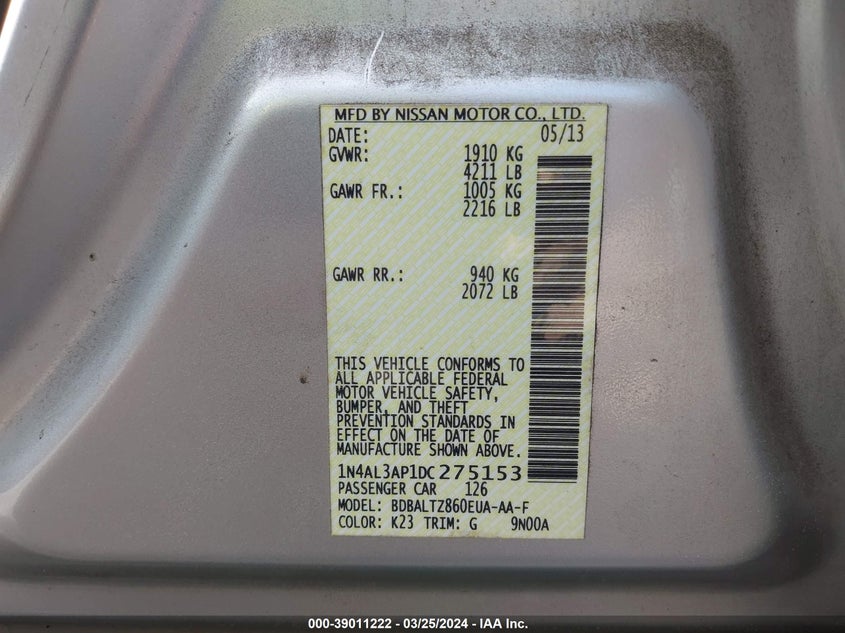 MFD BY NISSAN MOTOR CO., LTD.
DATE: 05/13
GVWR: 1910 KG
4211 LB
GAWR FR.: 1005 KG
2216 LB
GAWR RR.: 940 KG
2072 LB
THIS VEHICLE CONFORMS TO
ALL APPLICABLE FEDERAL
MOTOR VEHICLE SAFETY,
BUMPER, AND THEFT
PREVENTION STANDARDS IN
EFFECT ON THE DATE OF
MANUFACTURE SHOWN ABOVE.
1N4AL3AP1DC275153
PASSENGER CAR 126
MODEL: BDBALTZ860EUA-AA-F
COLOR: K23 TRIM: G 9N00A
000-39011222 - 03/25/2024 - IAA Inc.